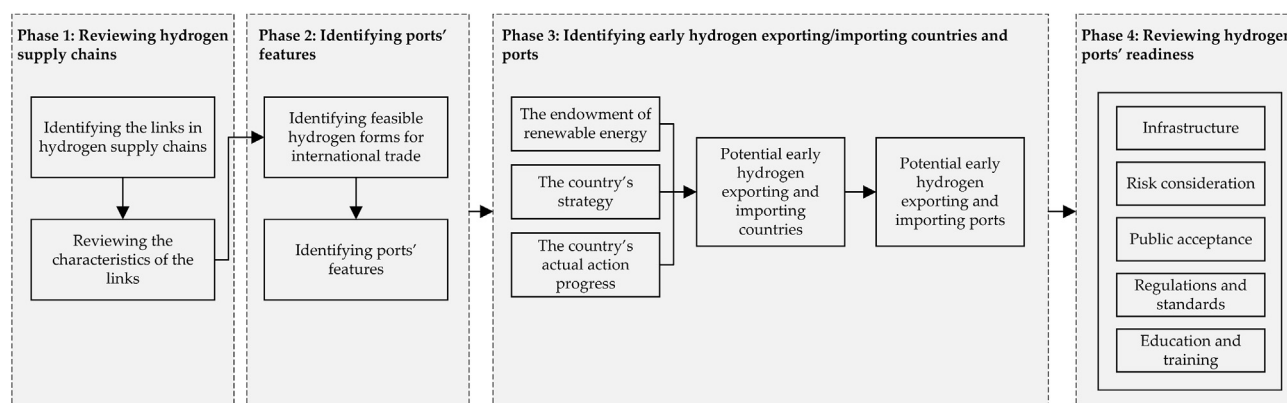 Phase 1: Reviewing hydrogen
supply chains
Identifying the links in
hydrogen supply chains
Reviewing the
characteristics of the
links
Phase 2: Identifying ports'
features
Identifying feasible
hydrogen forms for
international trade
Identifying ports'
features
Phase 3: Identifying early hydrogen exporting/importing countries and
ports
The endowment of
renewable energy
The country's
strategy
The country's
actual action
progress
Potential early
hydrogen
exporting and
importing
countries
Potential early
hydrogen
exporting and
importing ports
Phase 4: Reviewing hydrogen
ports' readiness
Infrastructure
Risk consideration
Public acceptance
Regulations and
standards
Education and
training